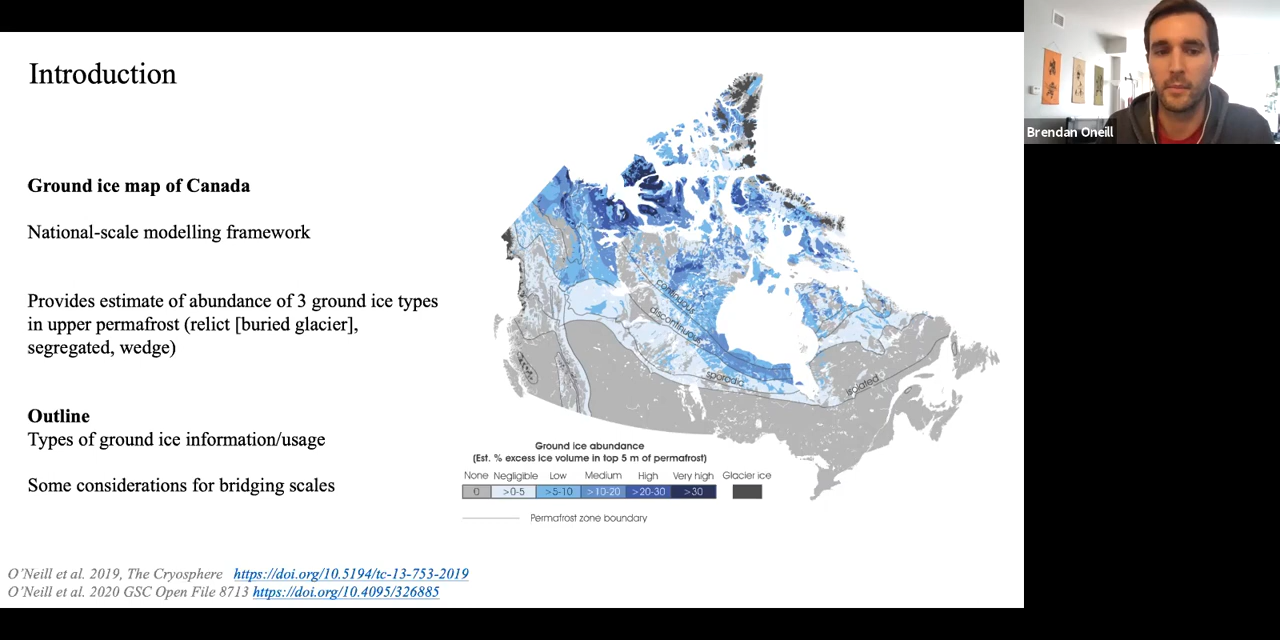 Introduction
Brendan Oneill
Ground ice map of Canada
National-scale modelling framework
Provides estimate of abundance of 3 ground ice types
in upper permafrost (relict [buried glacier],
segregated, wedge)
Outline
Types of ground ice information/usage
Some considerations for bridging scales
continuous
discontinuous
sporadic
isolated
Ground ice abundance
(Est. % excess ice volume in top 5 m of permafrost)
None Negligible Low Medium High Very high Glacier ice
0 >0-5 >5-10 >10-20 >20-30 >30
Permafrost zone boundary
O'Neill et al. 2019, The Cryosphere https://doi.org/10.5194/tc-13-753-2019
O'Neill et al. 2020 GSC Open File 8713 https://doi.org/10.4095/326885